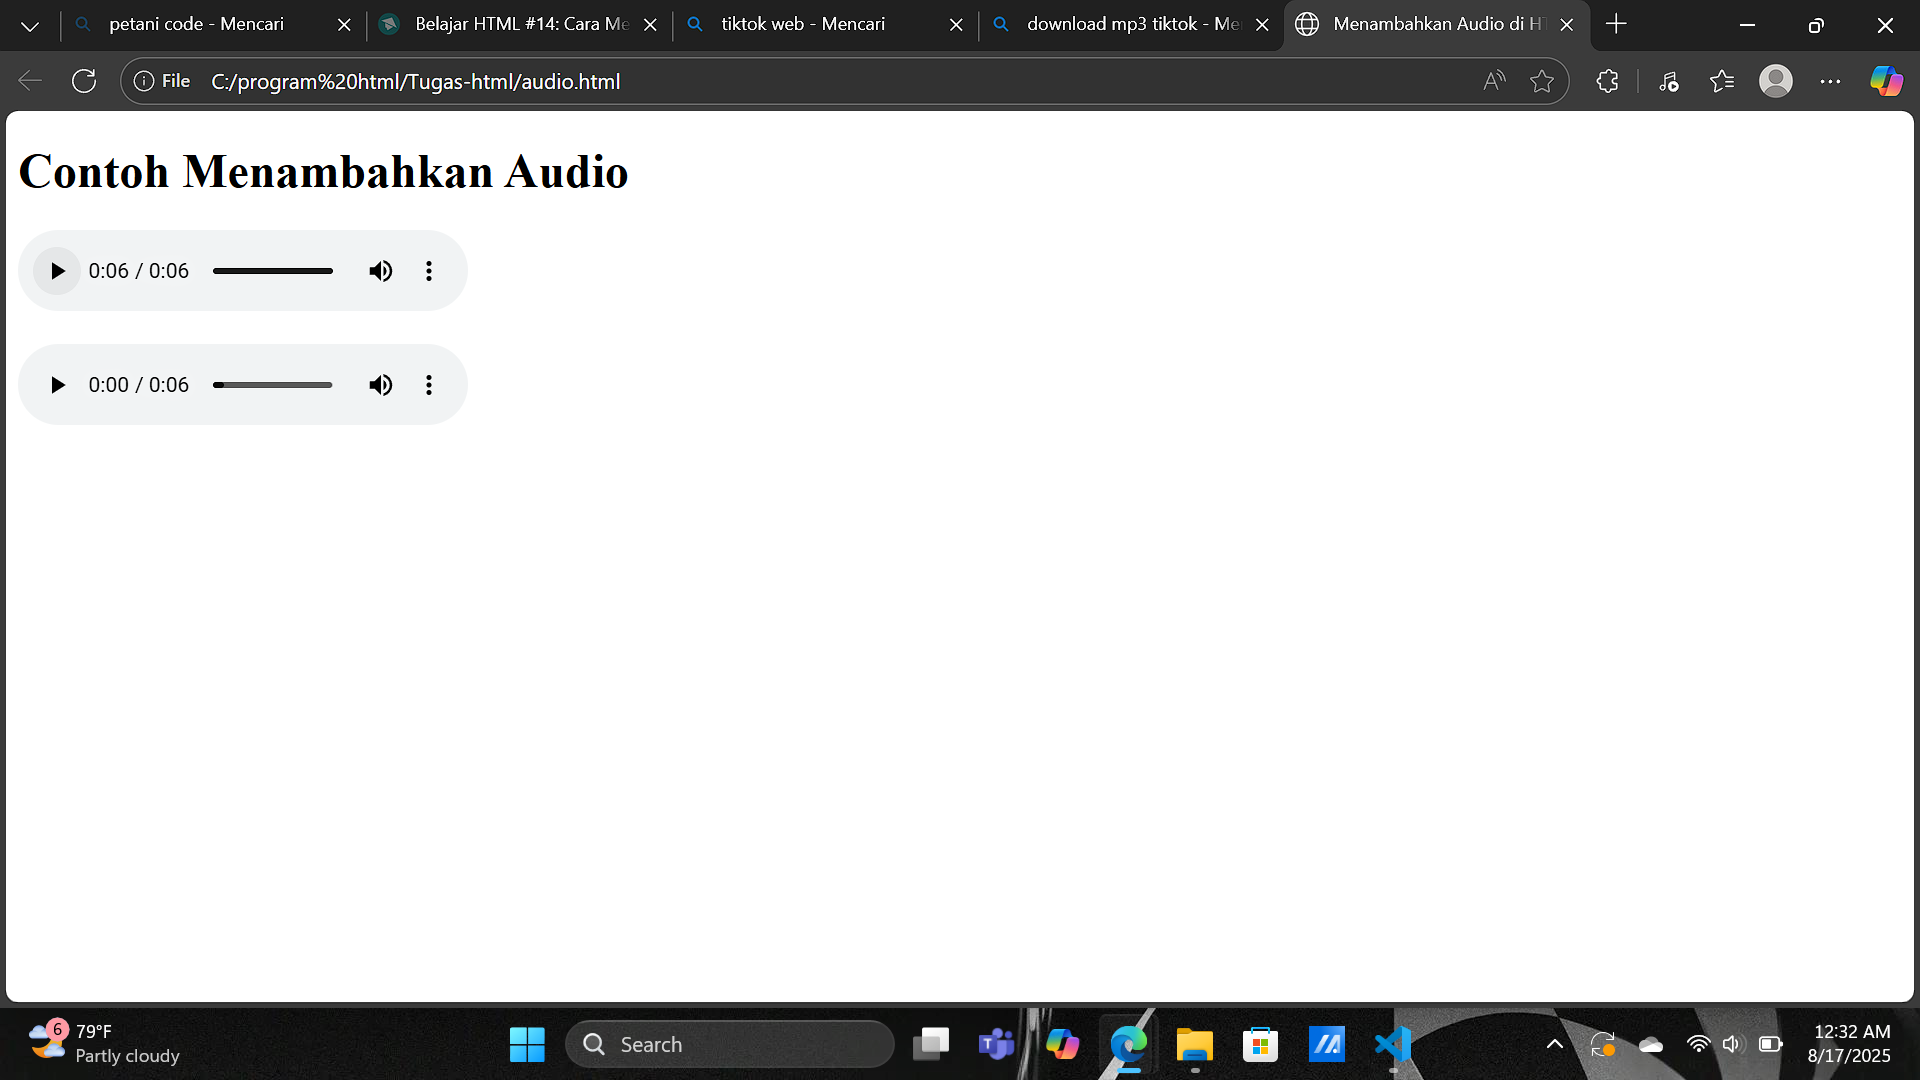 petani code - Mencari
Belajar HTML #14: Cara Me
tiktok web - Mencari
download mp3 tiktok - Me
Menambahkan Audio di HT
File
C:/program%20html/Tugas-html/audio.html
Contoh Menambahkan Audio
0:06 / 0:06
0:00 / 0:06
6
79°F
Partly cloudy
Search
12:32 AM
8/17/2025